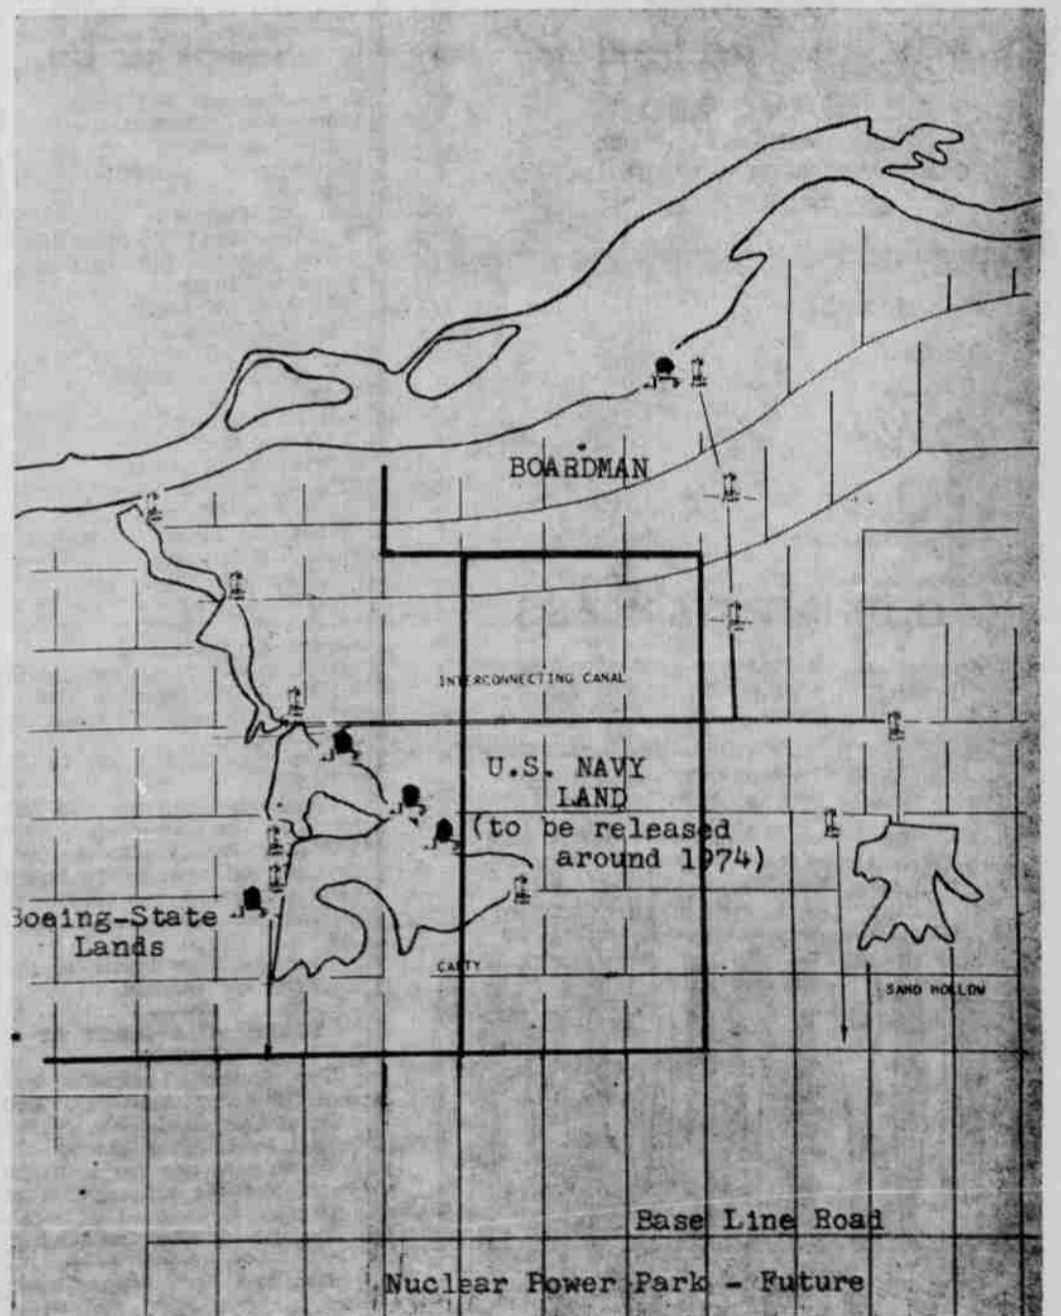 BOARDMAN
INTERCONNECTING CANAL
U.S. NAVY
LAND
(to be released
around 1974)
Boeing-State
Lands
CARTY
SAND HOLLOW
Base Line Road
Nuclear Power Park - Future